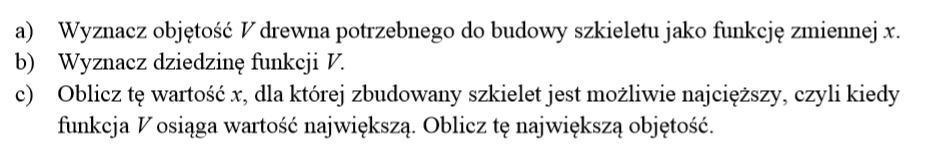 a) Wyznacz objętość V drewna potrzebnego do budowy szkieletu jako funkcję zmiennej x.
b) Wyznacz dziedzinę funkcji V.
c) Oblicz tę wartość x, dla której zbudowany szkielet jest możliwie najcięższy, czyli kiedy
funkcja V osiąga wartość największą. Oblicz tę największą objętość.